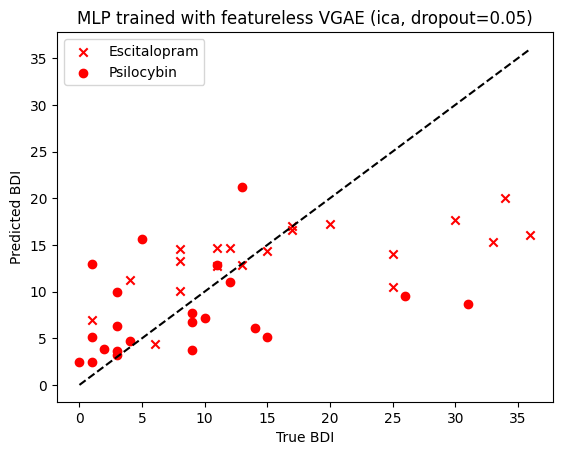 MLP trained with featureless VGAE (ica, dropout=0.05)
Escitalopram
Psilocybin
Predicted BDI
35
30
25
20
15
10
5
0
0 5 10 15 20 25 30 35
True BDI